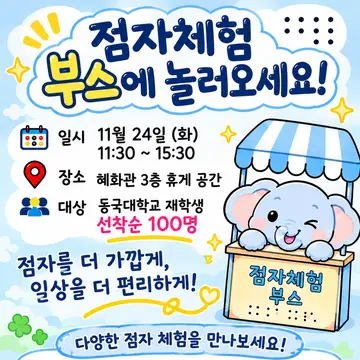 점자체험
부스에 놀러오세요!
일시 11월 24일 (화)
11:30 ~ 15:30
장소 혜화관 3층 휴게 공간
대상 동국대학교 재학생
선착순 100명
점자를 더 가깝게,
일상을 더 편리하게!
점자체험
부스
다양한 점자 체험을 만나보세요!